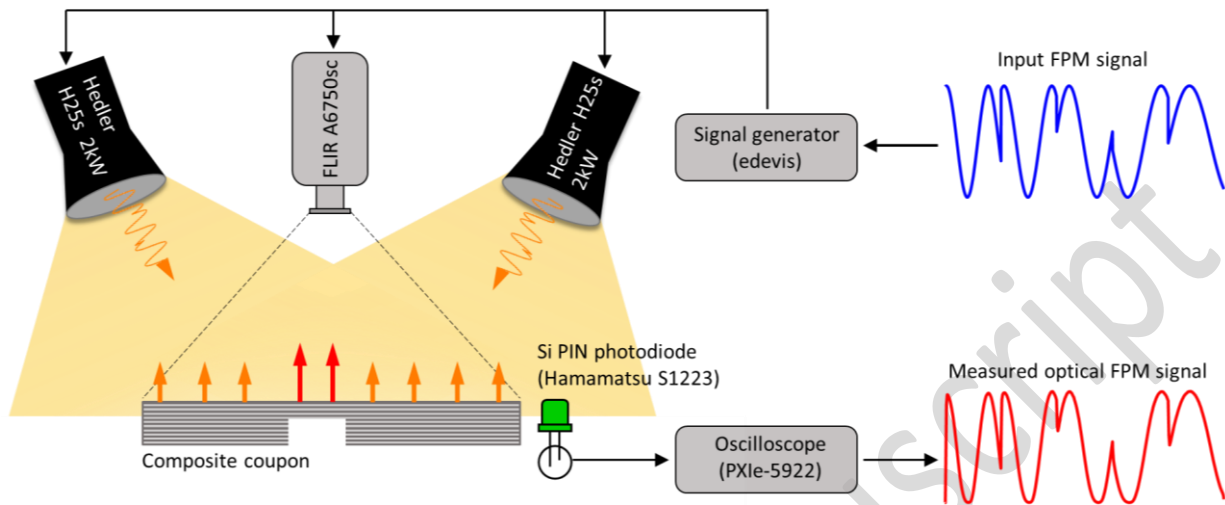 Hedler
H25s 2kW
FLIR A6750sc
Hedler H25s
2kW
Signal generator
(edevis)
Input FPM signal
Si PIN photodiode
(Hamamatsu S1223)
Composite coupon
Oscilloscope
(PXIe-5922)
Measured optical FPM signal
uscript